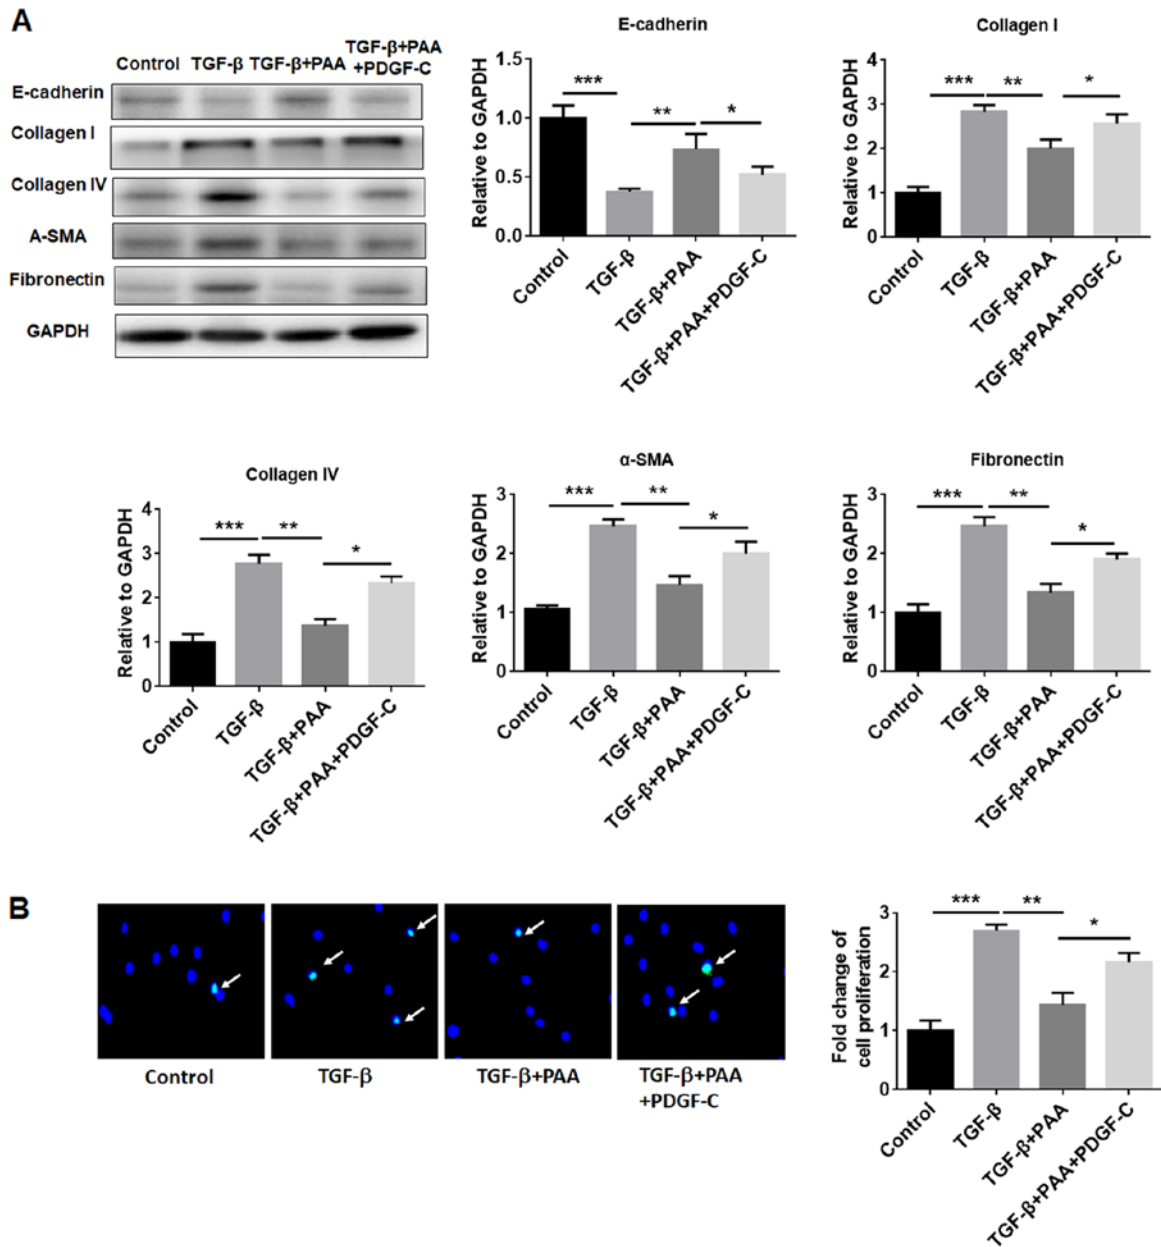 A
Control TGF-β TGF-β+PAA TGF-β+PAA
+PDGF-C
E-cadherin
Collagen I
Collagen IV
A-SMA
Fibronectin
GAPDH
E-cadherin
Relative to GAPDH
1.5
1.0
0.5
0.0
***
**
*
Control
TGF-β
TGF-β+PAA
TGF-β+PAA+PDGF-C
Collagen I
Relative to GAPDH
4
3
2
1
0
***
**
*
Control
TGF-β
TGF-β+PAA
TGF-β+PAA+PDGF-C
Collagen IV
Relative to GAPDH
4
3
2
1
0
***
**
*
Control
TGF-β
TGF-β+PAA
TGF-β+PAA+PDGF-C
α-SMA
Relative to GAPDH
3
2
1
0
***
**
*
Control
TGF-β
TGF-β+PAA
TGF-β+PAA+PDGF-C
Fibronectin
Relative to GAPDH
3
2
1
0
***
**
*
Control
TGF-β
TGF-β+PAA
TGF-β+PAA+PDGF-C
B
Control
TGF-β
TGF-β+PAA
TGF-β+PAA
+PDGF-C
Fold change of
cell proliferation
3
2
1
0
***
**
*
Control
TGF-β
TGF-β+PAA
TGF-β+PAA+PDGF-C